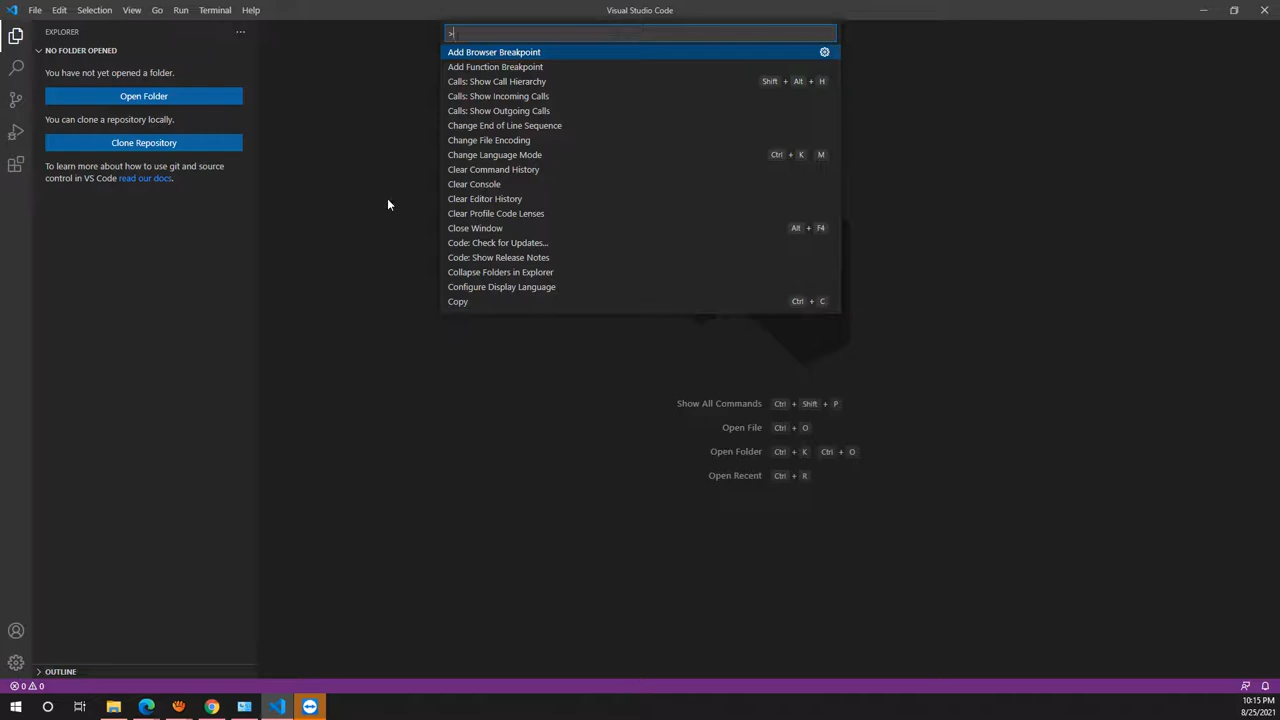 File Edit Selection View Go Run Terminal Help
Visual Studio Code
EXPLORER
NO FOLDER OPENED
You have not yet opened a folder.
Open Folder
You can clone a repository locally.
Clone Repository
To learn more about how to use git and source
control in VS Code read our docs.
OUTLINE
>
Add Browser Breakpoint
Add Function Breakpoint
Calls: Show Call Hierarchy Shift + Alt + H
Calls: Show Incoming Calls
Calls: Show Outgoing Calls
Change End of Line Sequence
Change File Encoding
Change Language Mode Ctrl + K M
Clear Command History
Clear Console
Clear Editor History
Clear Profile Code Lenses
Close Window Alt + F4
Code: Check for Updates...
Code: Show Release Notes
Collapse Folders in Explorer
Configure Display Language
Copy Ctrl + C
Show All Commands Ctrl + Shift + P
Open File Ctrl + O
Open Folder Ctrl + K Ctrl + O
Open Recent Ctrl + R
0 0
10:15 PM
8/25/2021